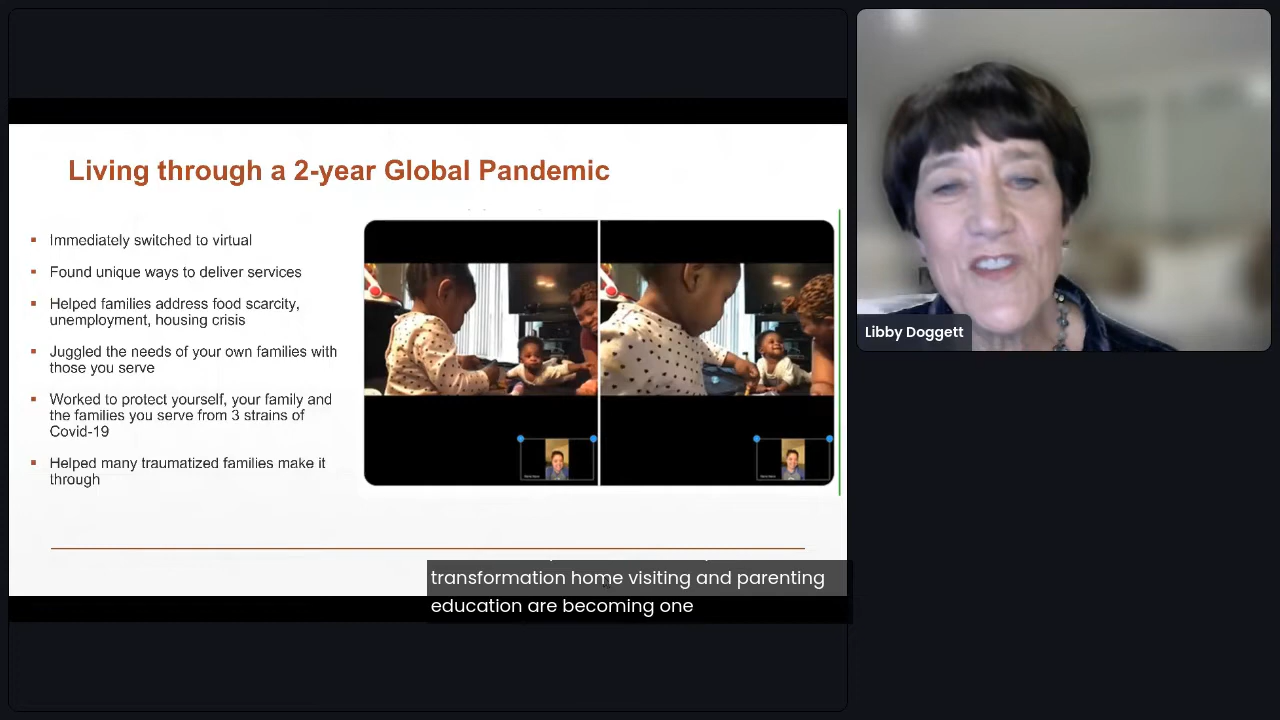 Living through a 2-year Global Pandemic
Immediately switched to virtual
Found unique ways to deliver services
Helped families address food scarcity,
unemployment, housing crisis
Juggled the needs of your own families with
those you serve
Worked to protect yourself, your family and
the families you serve from 3 strains of
Covid-19
Helped many traumatized families make it
through
transformation home visiting and parenting
education are becoming one
Libby Doggett